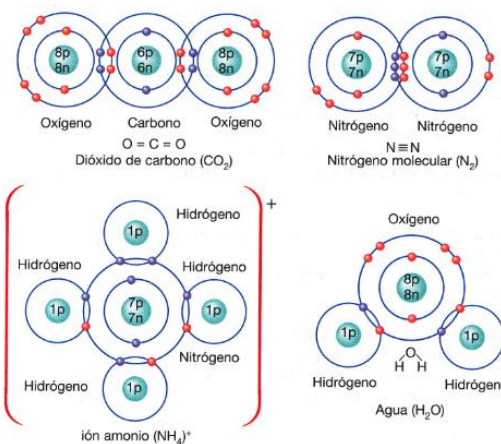 8p 6p 8p
8n 6n 8n
Oxígeno Carbono Oxígeno
O = C = O
Dióxido de carbono (CO2)
7p 7p
7n 7n
Nitrógeno Nitrógeno
N ≡ N
Nitrógeno molecular (N2)
+
Hidrógeno
1p
Hidrógeno Hidrógeno
1p
7p
7n
1p
Nitrógeno
Hidrógeno
1p
ión amonio (NH4)+
Oxígeno
8p
8n
1p 1p
O
H H
Hidrógeno Hidrógeno
Agua (H2O)